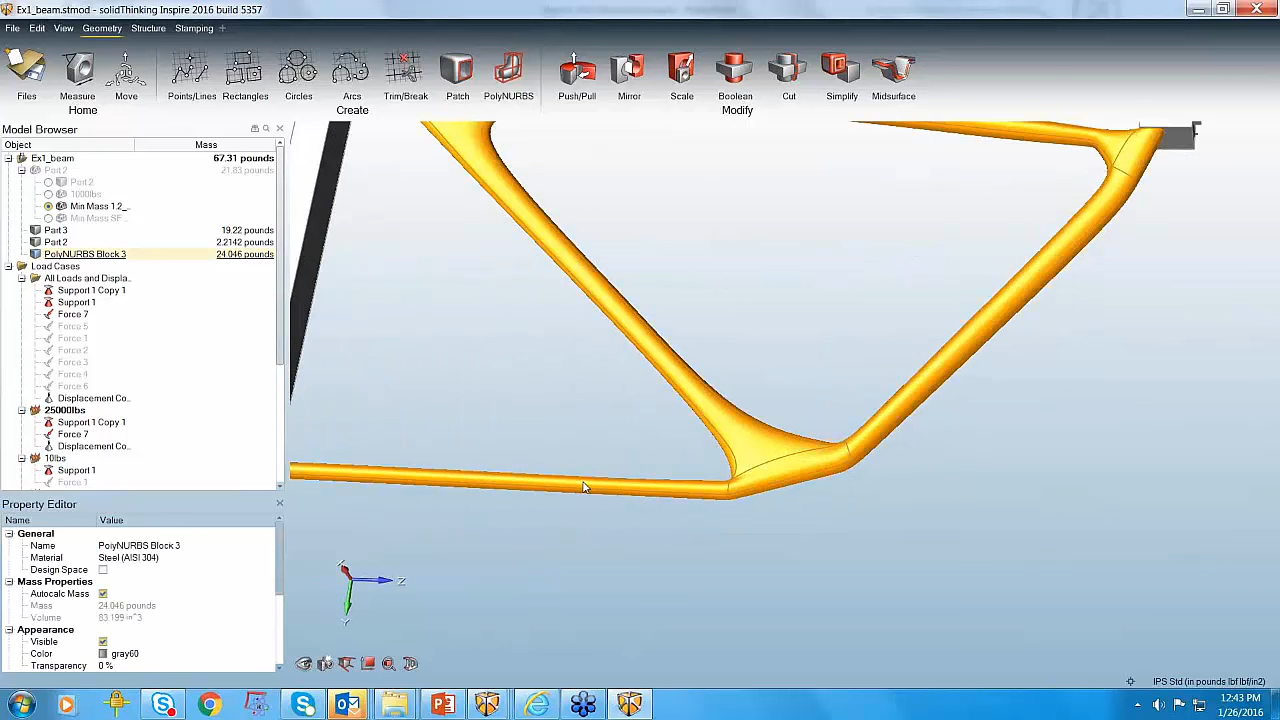 Ex1_beam.stmod - solidThinking Inspire 2016 build 5357
File Edit View Geometry Structure Stamping +
Files Measure Move Points/Lines Rectangles Circles Arcs Trim/Break Patch PolyNURBS Push/Pull Mirror Scale Boolean Cut Simplify Midsurface
Home Create Modify
Model Browser
Object Mass
Ex1_beam 67.31 pounds
Part 2 21.83 pounds
Part 2
1000lbs
Min Mass 1.2_..
Min Mass SF ..
Part 3 19.22 pounds
Part 2 2.2142 pounds
PolyNURBS Block 3 24.046 pounds
Load Cases
All Loads and Displa..
Support 1 Copy 1
Support 1
Force 7
Force 5
Force 1
Force 2
Force 3
Force 4
Force 6
Displacement Co..
25000lbs
Support 1 Copy 1
Force 7
Displacement Co..
10lbs
Support 1
Force 1
Property Editor
Name Value
General
Name PolyNURBS Block 3
Material Steel (AISI 304)
Design Space
Mass Properties
Autocalc Mass
Mass 24.046 pounds
Volume 83.199 in^3
Appearance
Visible
Color gray60
Transparency 0 %
X
Z
Y
IPS Std (in pounds lbf lbf/in2)
12:43 PM
1/26/2016